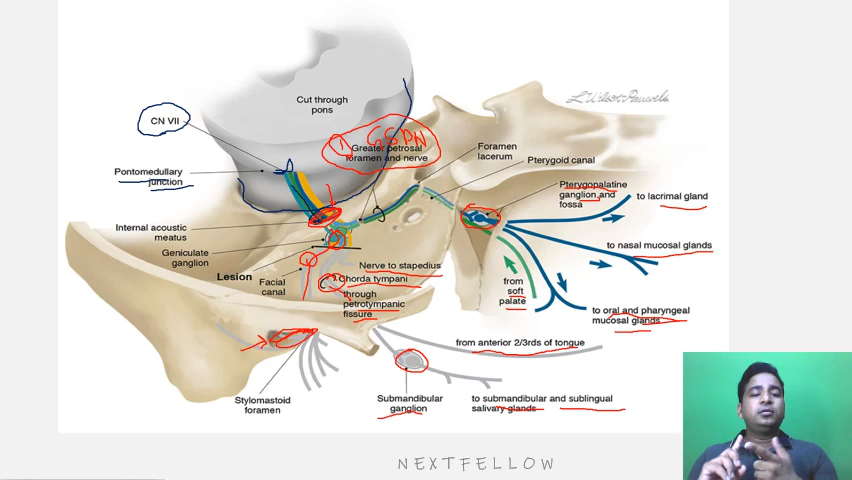 L.Wilson-Pauwels
Cut through
pons
CN VII
① GSPN
Greater petrosal
foramen and nerve
Foramen
lacerum
Pterygoid canal
Pontomedullary
junction
Pterygopalatine
ganglion and
fossa
to lacrimal gland
Internal acoustic
meatus
Geniculate
ganglion
Lesion
Facial
canal
Nerve to stapedius
Chorda tympani
through
petrotympanic
fissure
to nasal mucosal glands
from
soft
palate
to oral and pharyngeal
mucosal glands
from anterior 2/3rds of tongue
Stylomastoid
foramen
Submandibular
ganglion
to submandibular and sublingual
salivary glands
NEXTFELLOW